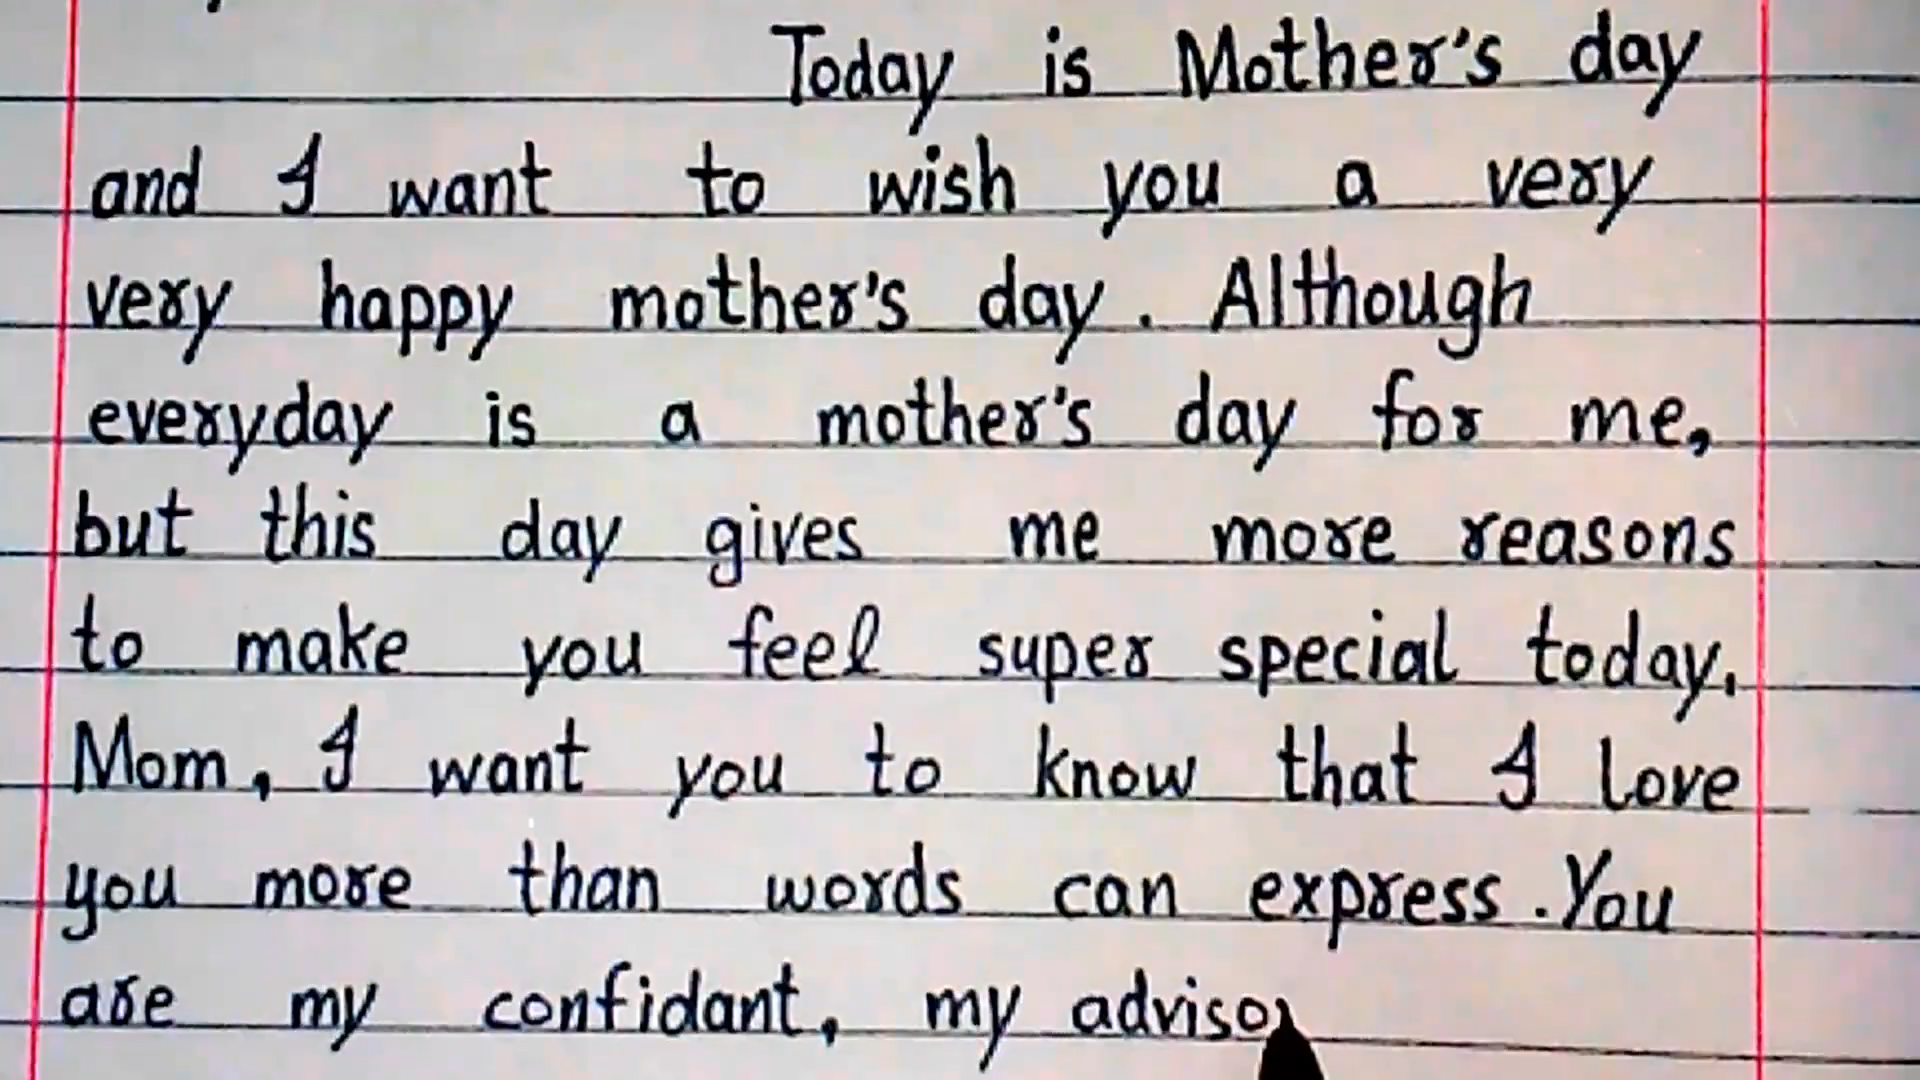 Today is Mother's day
and I want to wish you a very
very happy mother's day. Although
everyday is a mother's day for me,
but this day gives me more reasons
to make you feel super special today.
Mom, I want you to know that I love
you more than words can express. You
are my confidant, my advisor